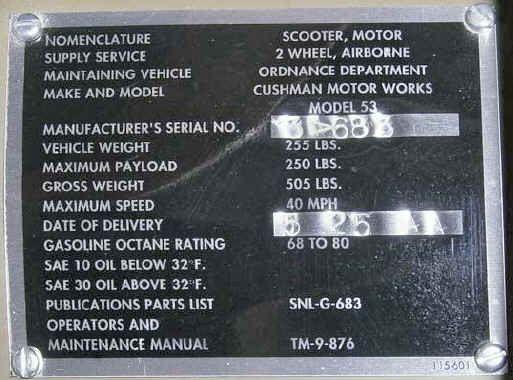 NOMENCLATURE SCOOTER, MOTOR
SUPPLY SERVICE 2 WHEEL, AIRBORNE
MAINTAINING VEHICLE ORDNANCE DEPARTMENT
MAKE AND MODEL CUSHMAN MOTOR WORKS
MODEL 53
MANUFACTURER'S SERIAL NO.
VEHICLE WEIGHT 255 LBS.
MAXIMUM PAYLOAD 250 LBS.
GROSS WEIGHT 505 LBS.
MAXIMUM SPEED 40 MPH
DATE OF DELIVERY 5 25 44
GASOLINE OCTANE RATING 68 TO 80
SAE 10 OIL BELOW 32°F.
SAE 30 OIL ABOVE 32°F.
PUBLICATIONS PARTS LIST SNL-G-683
OPERATORS AND
MAINTENANCE MANUAL TM-9-876
115601